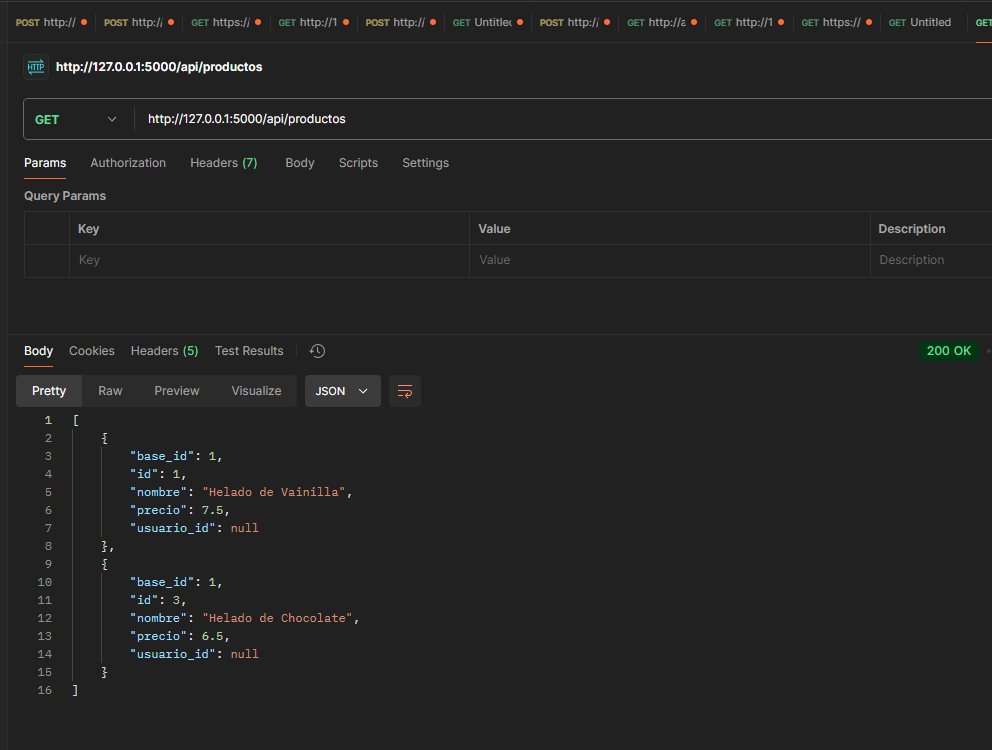 POST http:// POST http:/ GET https:// GET http://1 POST http:/ GET Untitled POST http:/ GET http://a GET http://1 GET https:// GET Untitled GET
HTTP http://127.0.0.1:5000/api/productos
GET http://127.0.0.1:5000/api/productos
Params Authorization Headers (7) Body Scripts Settings
Query Params
Key Value Description
Key Value Description
Body Cookies Headers (5) Test Results 200 OK
Pretty Raw Preview Visualize JSON
1 [
2 {
3 "base_id": 1,
4 "id": 1,
5 "nombre": "Helado de Vainilla",
6 "precio": 7.5,
7 "usuario_id": null
8 },
9 {
10 "base_id": 1,
11 "id": 3,
12 "nombre": "Helado de Chocolate",
13 "precio": 6.5,
14 "usuario_id": null
15 }
16 ]